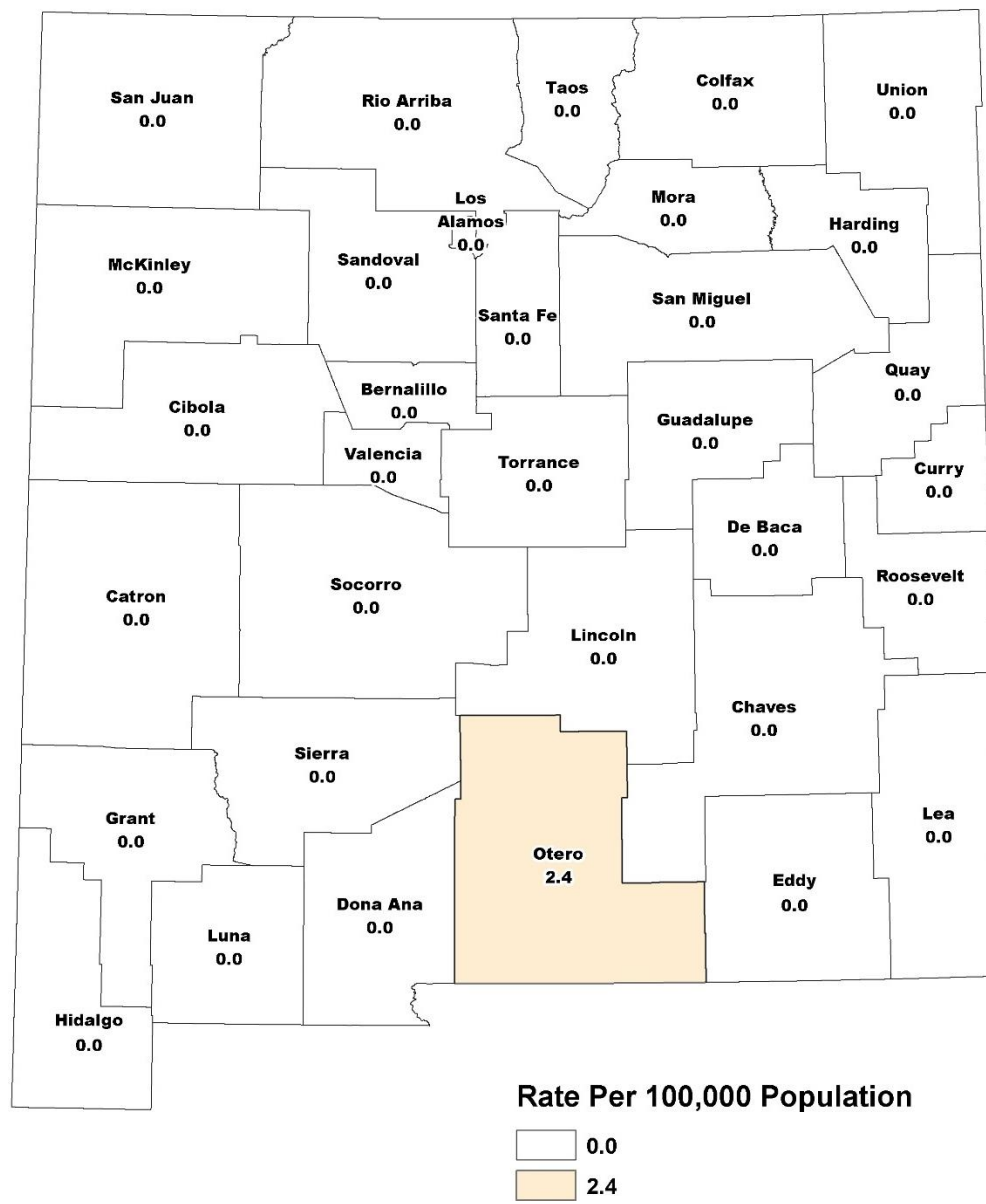 San Juan
0.0
Rio Arriba
0.0
Taos
0.0
Colfax
0.0
Union
0.0
Los
Alamos
0.0
Mora
0.0
Harding
0.0
McKinley
0.0
Sandoval
0.0
Santa Fe
0.0
San Miguel
0.0
Quay
0.0
Bernalillo
0.0
Cibola
0.0
Guadalupe
0.0
Valencia
0.0
Torrance
0.0
Curry
0.0
De Baca
0.0
Roosevelt
0.0
Catron
0.0
Socorro
0.0
Lincoln
0.0
Chaves
0.0
Sierra
0.0
Grant
0.0
Lea
0.0
Otero
2.4
Eddy
0.0
Dona Ana
0.0
Luna
0.0
Hidalgo
0.0
Rate Per 100,000 Population
0.0
2.4